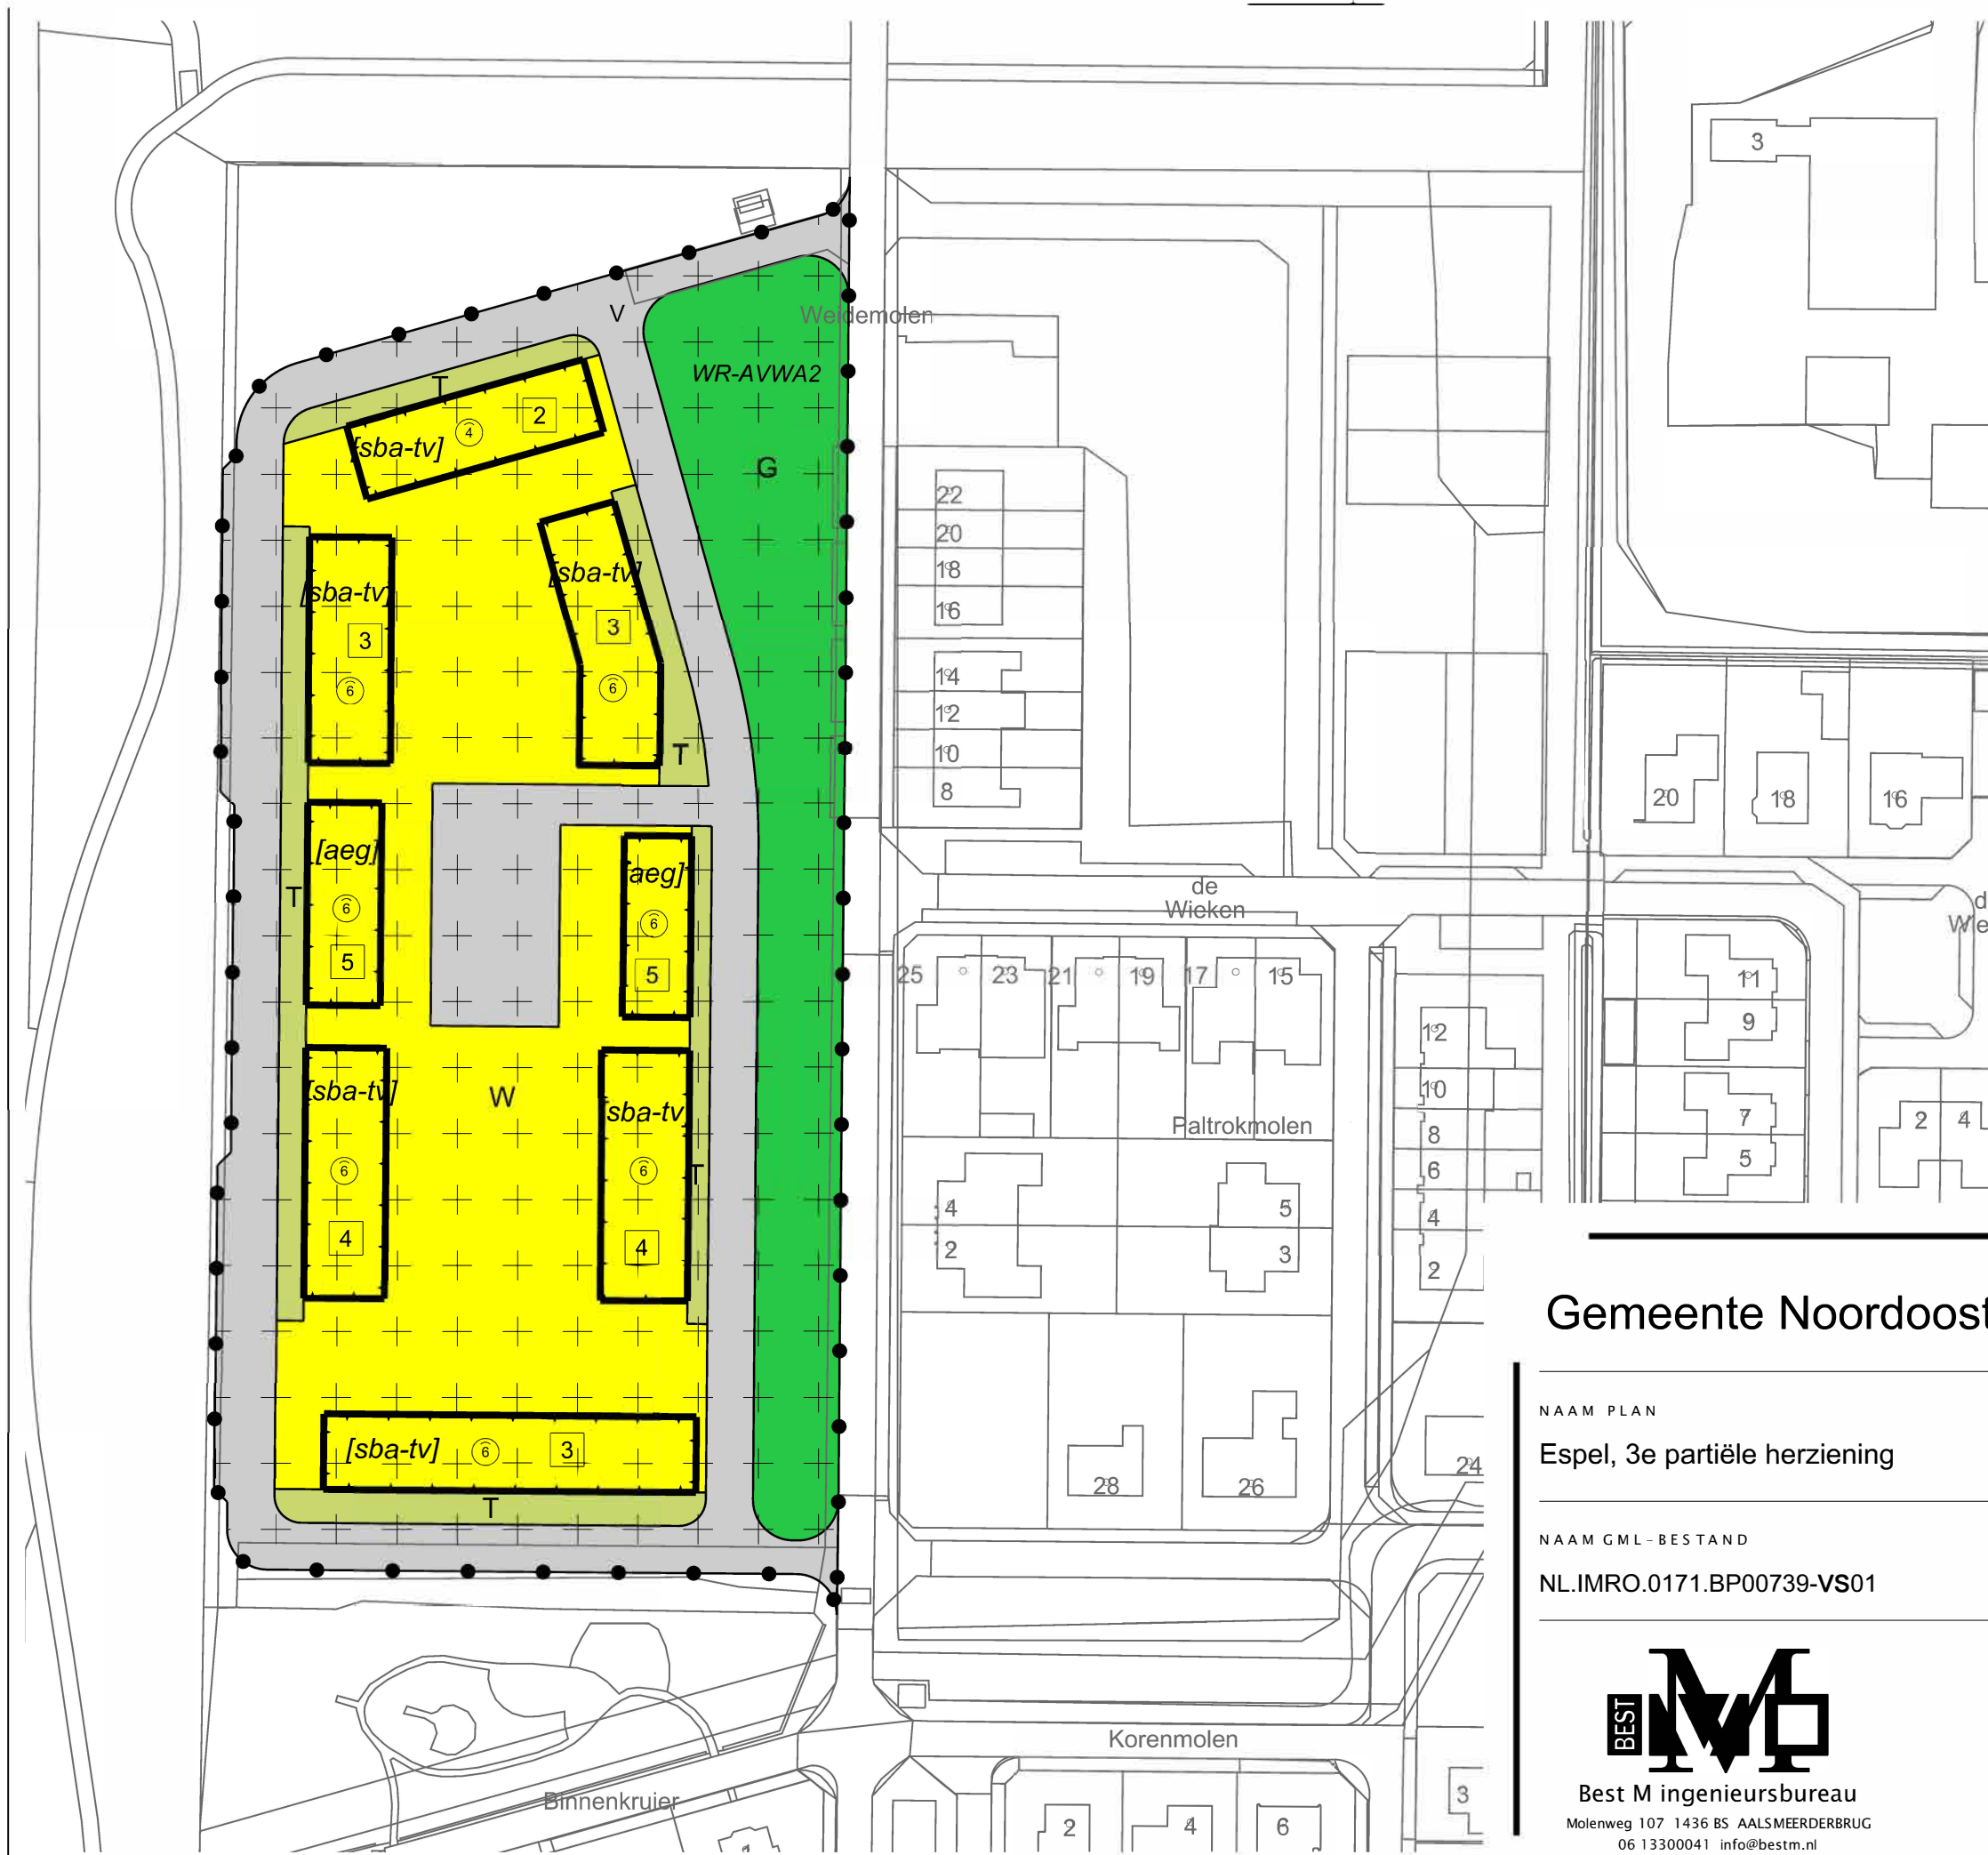 3
V
Weidemolen
WR-AVWA2
T
[sba-tv]
4
2
G
22
20
18
16
14
12
10
8
[sba-tv]
3
6
[sba-tv]
3
6
T
20
18
16
[aeg]
6
5
T
aeg]
6
5
de
Wieken
25
23
21
19
17
15
12
10
8
6
4
2
11
9
7
5
2
4
[sba-tv]
6
4
W
sba-tv
6
4
T
Paltrokmolen
4
2
5
3
28
26
24
[sba-tv]
6
3
T
Korenmolen
Binnenkruier
2
4
6
3
Gemeente Noordoost
NAAM PLAN
Espel, 3e partiële herziening
NAAM GML-BESTAND
NL.IMRO.0171.BP00739-VS01
BEST
M
Best M ingenieursbureau
Molenweg 107 1436 BS AALSMEERDERBRUG
06 13300041 info@bestm.nl